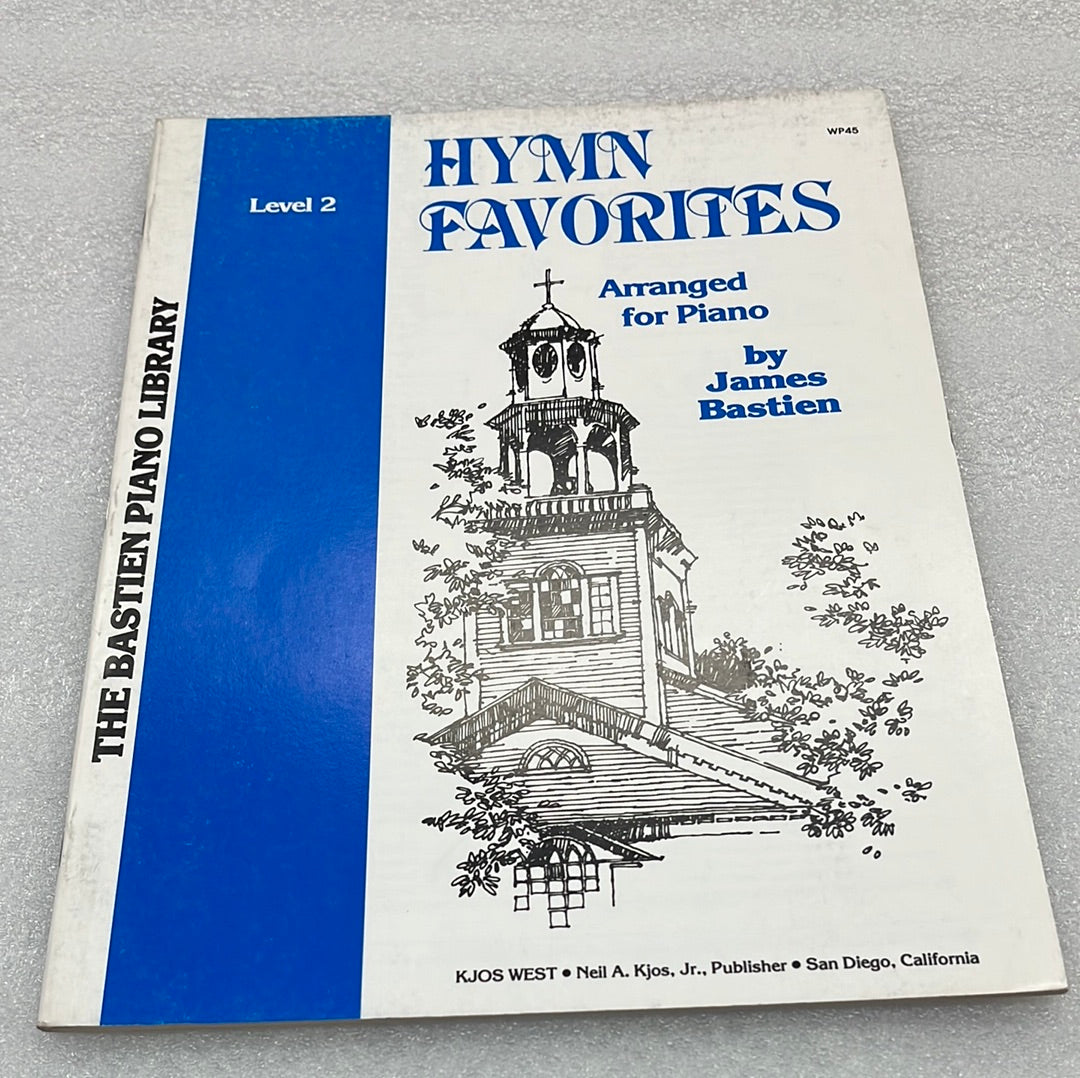 WP45
HYMN
FAVORITES
Level 2
Arranged
for Piano
by
James
Bastien
THE BASTIEN PIANO LIBRARY
KJOS WEST ● Neil A. Kjos, Jr., Publisher ● San Diego, California